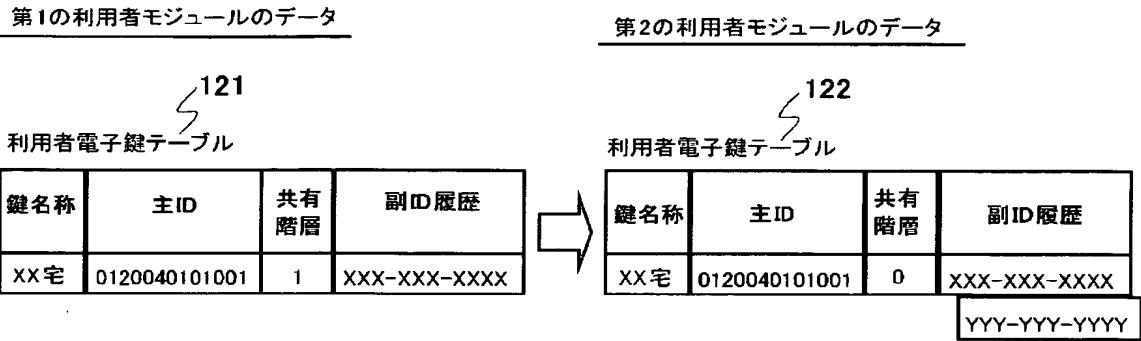 第1の利用者モジュールのデータ
121
利用者電子鍵テーブル
鍵名称 主ID 共有階層 副ID履歴
XX宅 0120040101001 1 XXX-XXX-XXXX
第2の利用者モジュールのデータ
122
利用者電子鍵テーブル
鍵名称 主ID 共有階層 副ID履歴
XX宅 0120040101001 0 XXX-XXX-XXXX
YYY-YYY-YYYY